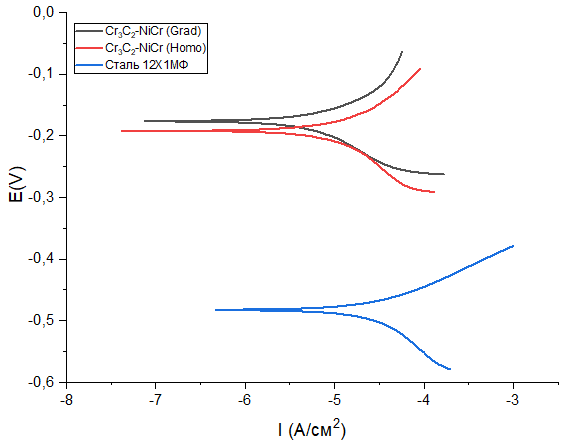 0,0
-0,1
-0,2
-0,3
-0,4
-0,5
-0,6
E(V)
Cr₃C₂-NiCr (Grad)
Cr₃C₂-NiCr (Homo)
Сталь 12Х1МФ
-8 -7 -6 -5 -4 -3
I (А/см²)